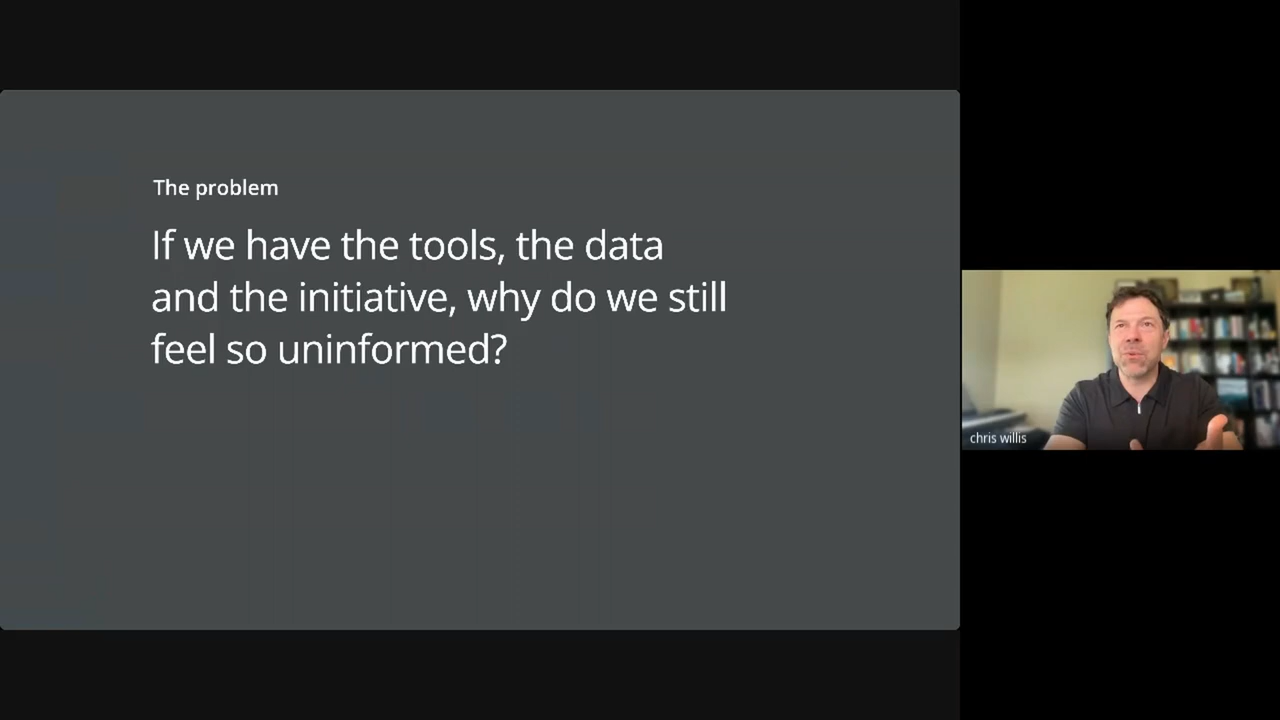 The problem
If we have the tools, the data
and the initiative, why do we still
feel so uninformed?
chris willis